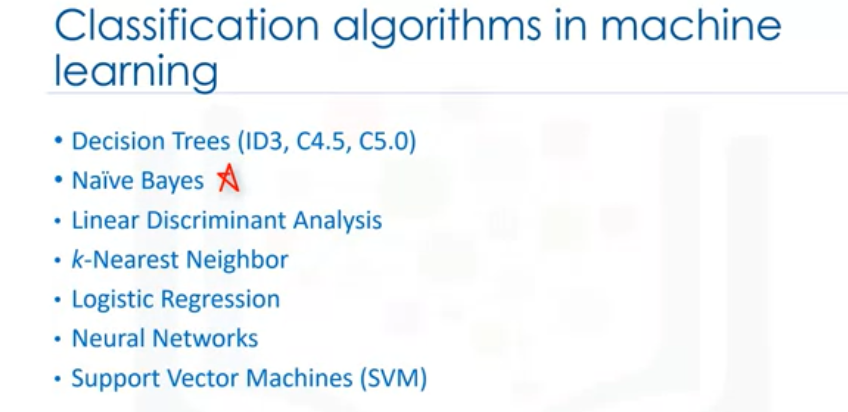 Classification algorithms in machine
learning
• Decision Trees (ID3, C4.5, C5.0)
• Naïve Bayes
• Linear Discriminant Analysis
• k-Nearest Neighbor
• Logistic Regression
• Neural Networks
• Support Vector Machines (SVM)